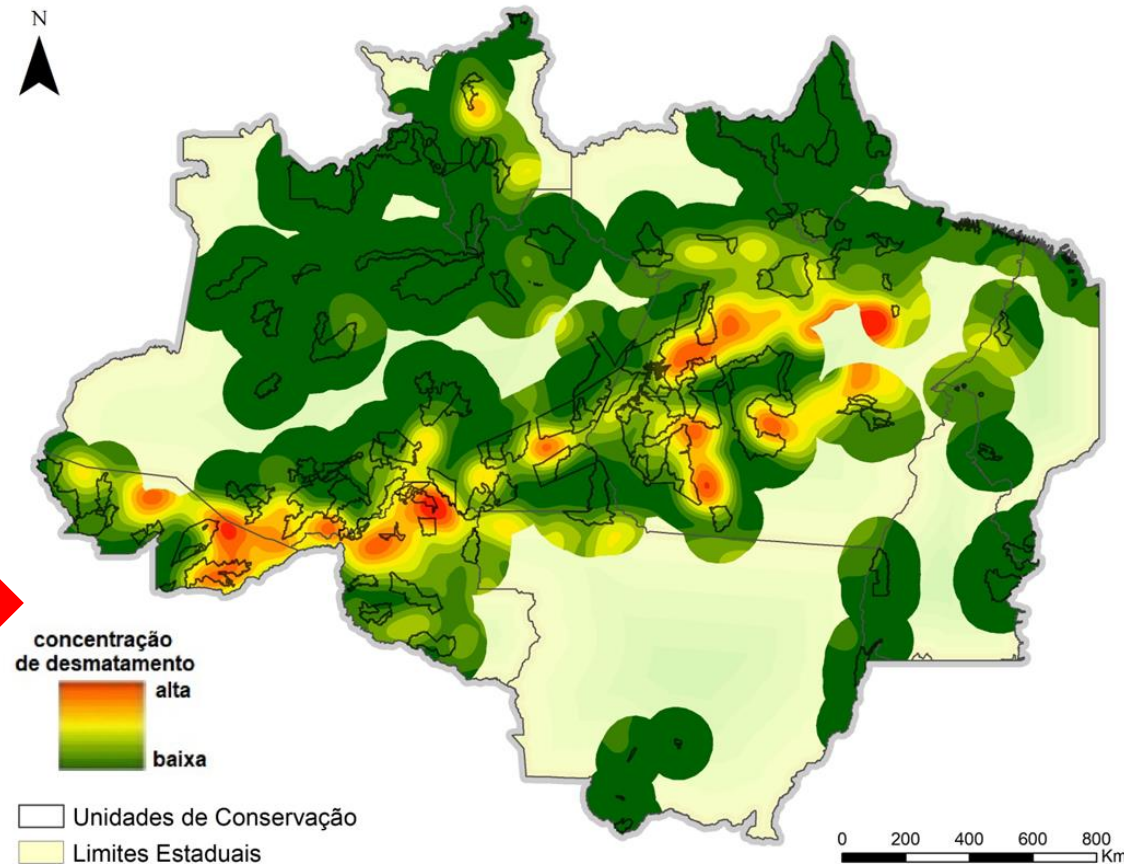 N
concentração
de desmatamento
alta
baixa
Unidades de Conservação
Limites Estaduais
0 200 400 600 800
Km